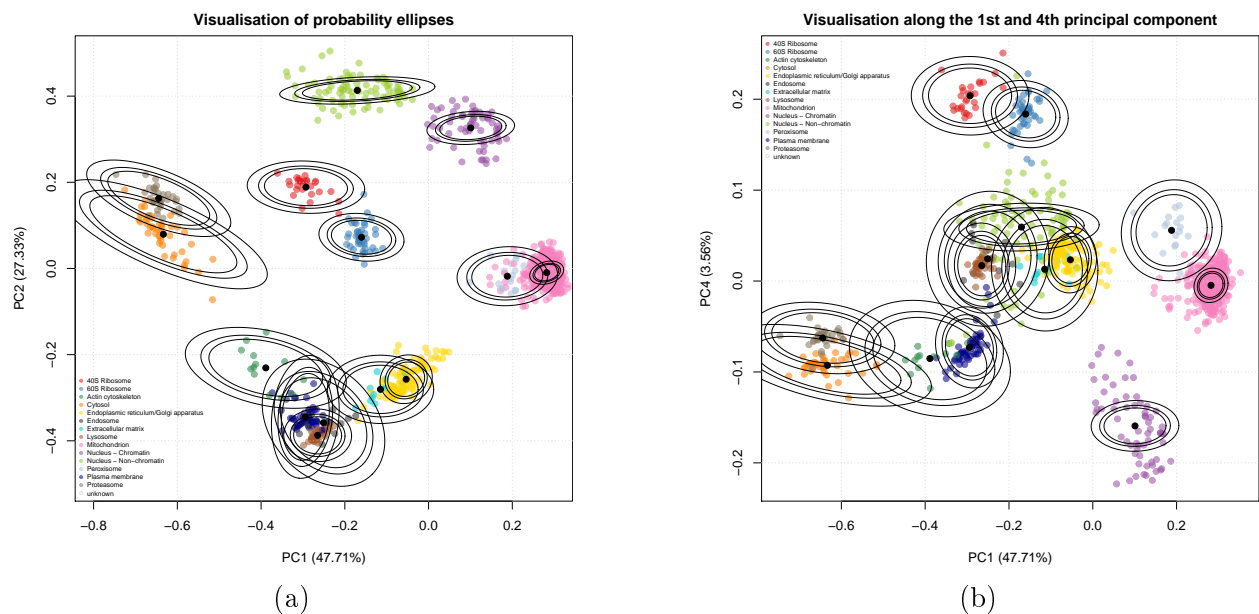 Visualisation of probability ellipses
PC2 (27.33%)
0.4
0.2
0.0
−0.2
−0.4
40S Ribosome
60S Ribosome
Actin cytoskeleton
Cytosol
Endoplasmic reticulum/Golgi apparatus
Endosome
Extracellular matrix
Lysosome
Mitochondrion
Nucleus − Chromatin
Nucleus − Non−chromatin
Peroxisome
Plasma membrane
Proteasome
unknown
−0.8 −0.6 −0.4 −0.2 0.0 0.2
PC1 (47.71%)
(a)
Visualisation along the 1st and 4th principal component
PC4 (3.56%)
40S Ribosome
60S Ribosome
Actin cytoskeleton
Cytosol
Endoplasmic reticulum/Golgi apparatus
Endosome
Extracellular matrix
Lysosome
Mitochondrion
Nucleus − Chromatin
Nucleus − Non−chromatin
Peroxisome
Plasma membrane
Proteasome
unknown
0.2
0.1
0.0
−0.1
−0.2
−0.6 −0.4 −0.2 0.0 0.2
PC1 (47.71%)
(b)